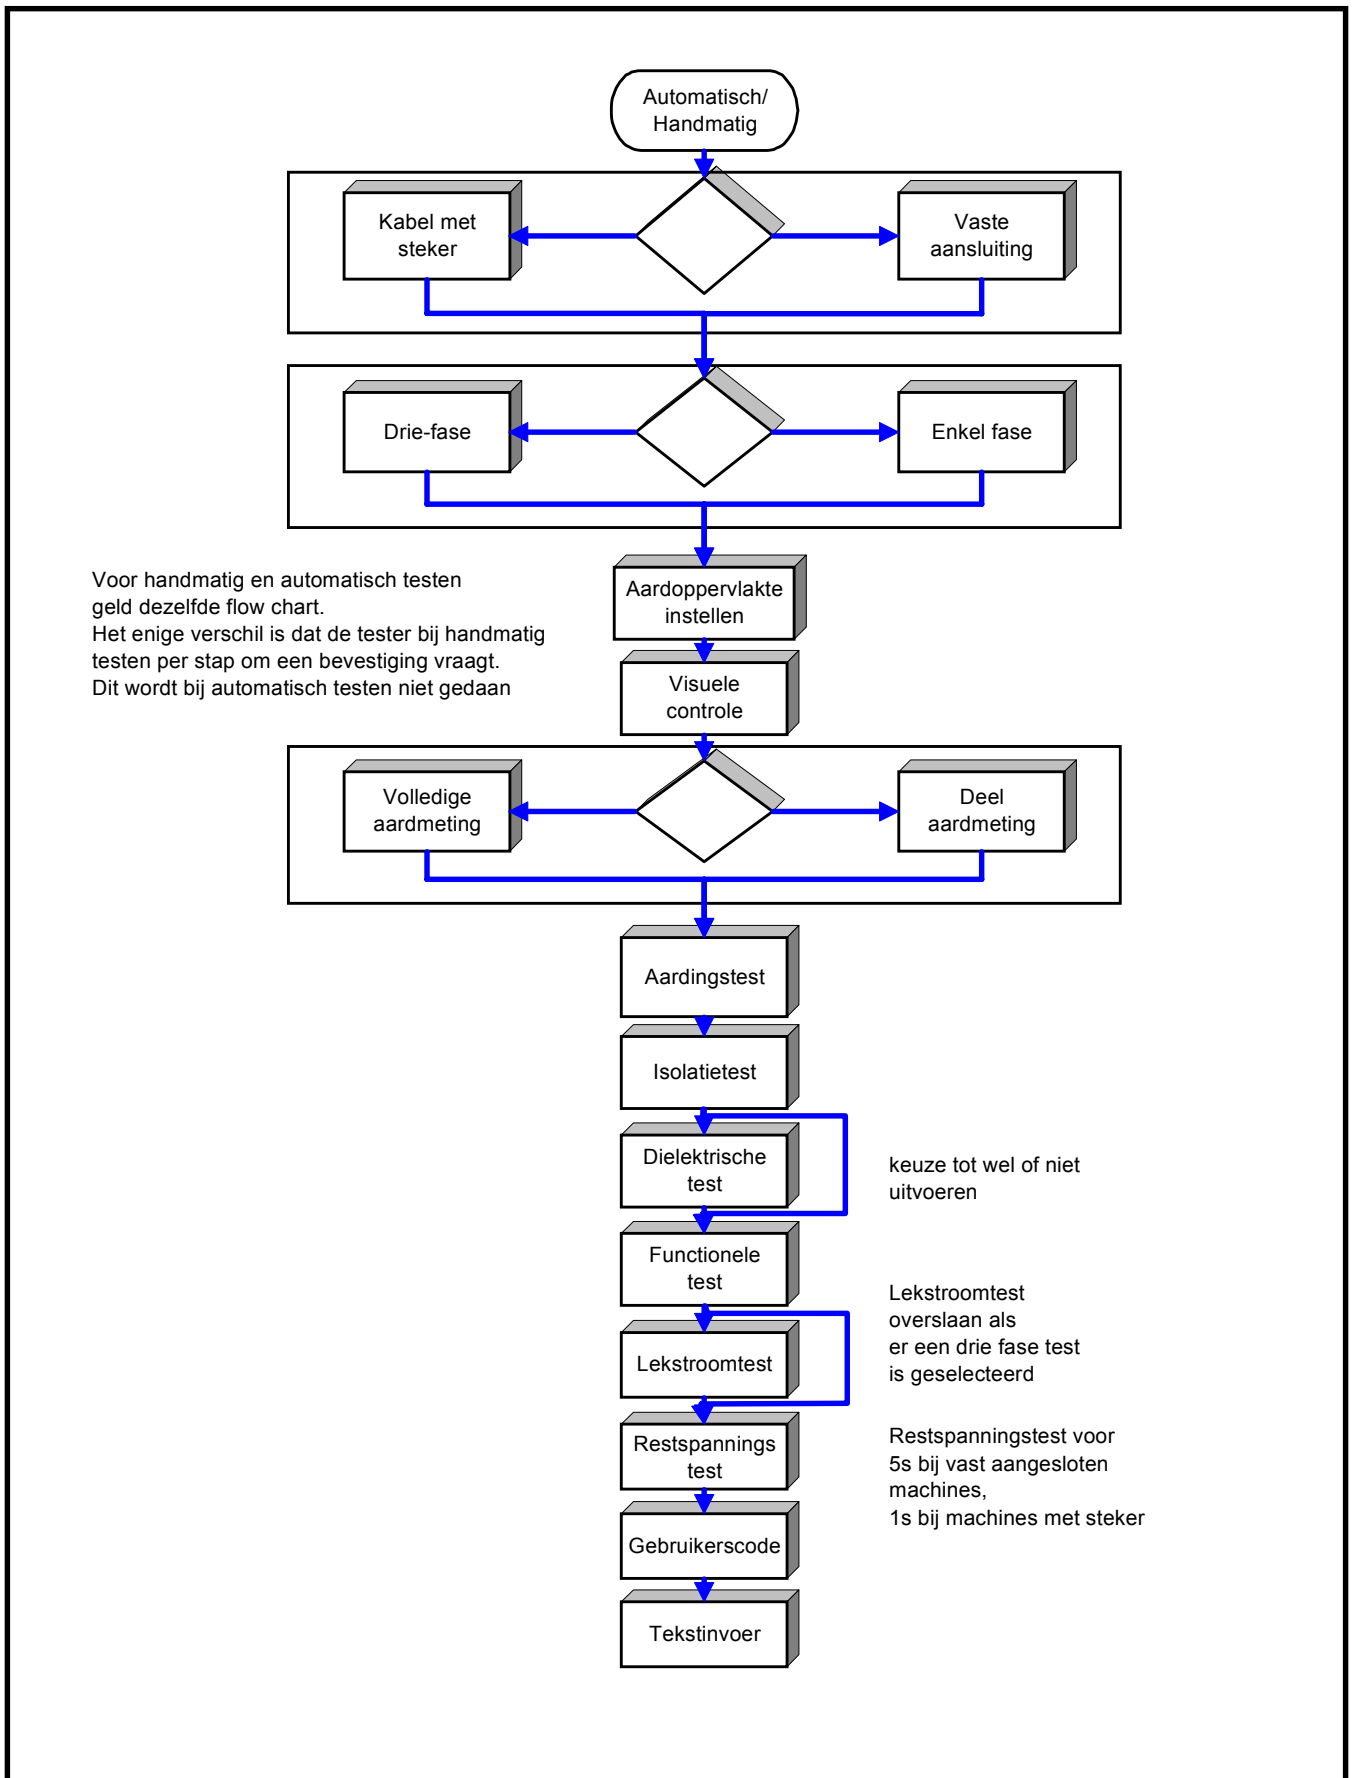 Automatisch/
Handmatig
Kabel met
steker
Vaste
aansluiting
Drie-fase
Enkel fase
Voor handmatig en automatisch testen
geld dezelfde flow chart.
Het enige verschil is dat de tester bij handmatig
testen per stap om een bevestiging vraagt.
Dit wordt bij automatisch testen niet gedaan
Aardoppervlakte
instellen
Visuele
controle
Volledige
aardmeting
Deel
aardmeting
Aardingstest
Isolatietest
Dielektrische
test
keuze tot wel of niet
uitvoeren
Functionele
test
Lekstroomtest
Lekstroomtest
overslaan als
er een drie fase test
is geselecteerd
Restspannings
test
Restspanningstest voor
5s bij vast aangesloten
machines,
1s bij machines met steker
Gebruikerscode
Tekstinvoer